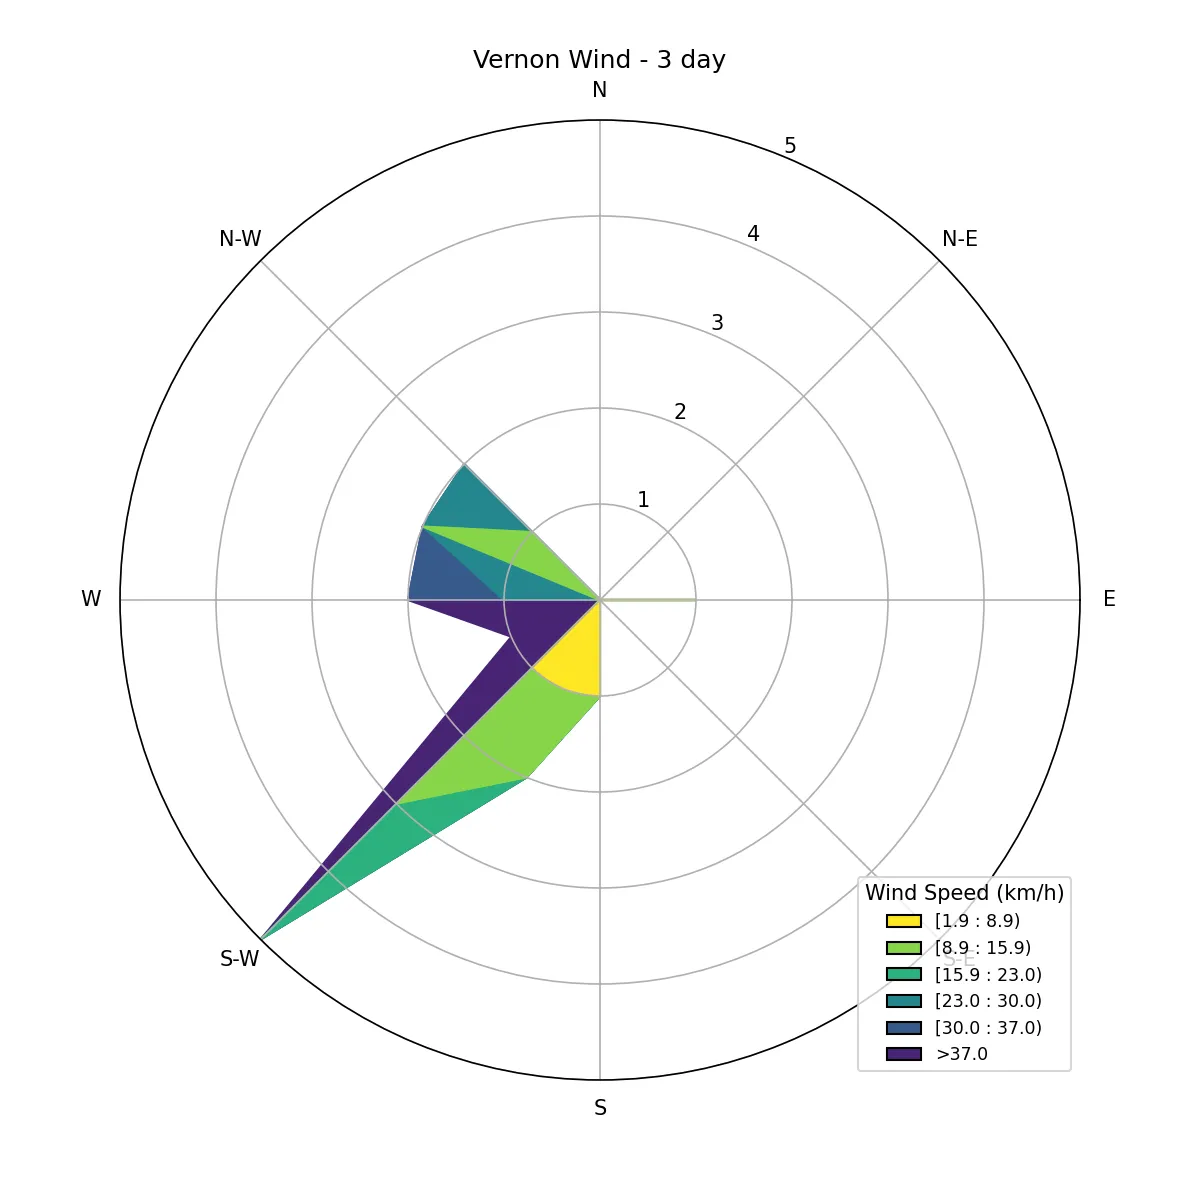 Vernon Wind - 3 day
N
5
N-W
N-E
4
3
2
1
W
E
S-W
S-E
S
Wind Speed (km/h)
[1.9 : 8.9)
[8.9 : 15.9)
[15.9 : 23.0)
[23.0 : 30.0)
[30.0 : 37.0)
>37.0